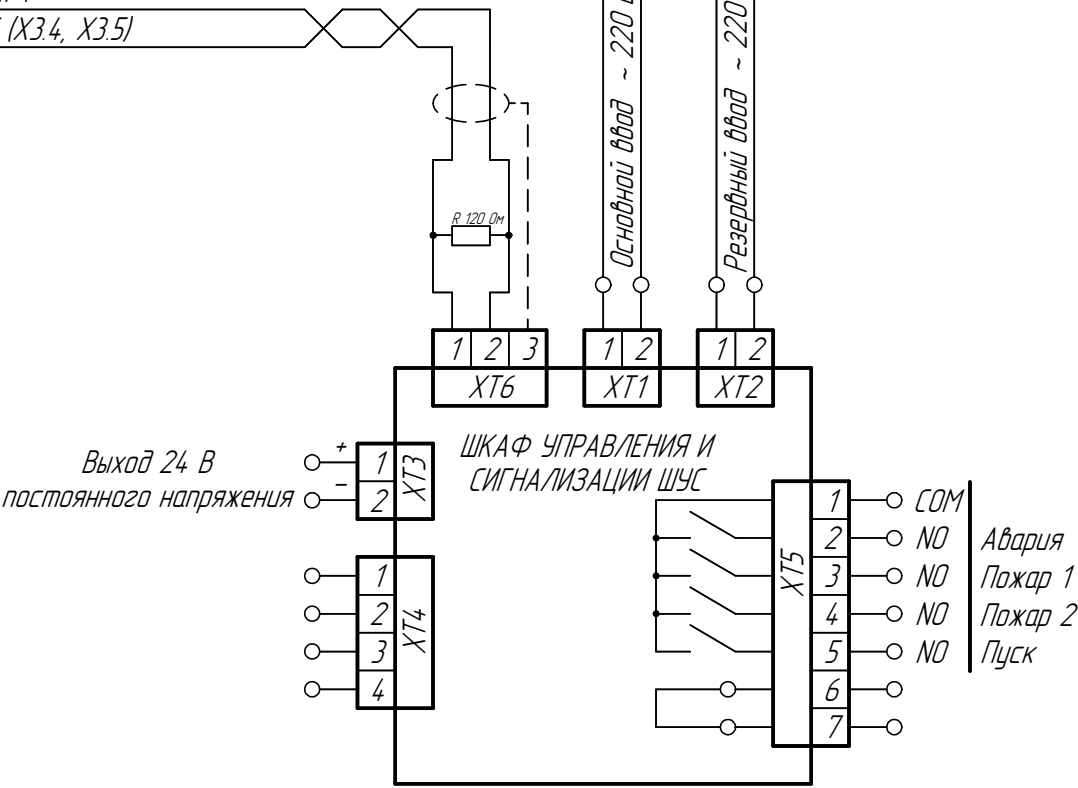 (X3.4, X3.5)
Основной ввод ~ 220
Резервный ввод ~ 220
R 120 Ом
1 2 3
XT6
1 2
XT1
1 2
XT2
ШКАФ УПРАВЛЕНИЯ И
СИГНАЛИЗАЦИИ ШУС
Выход 24 В
постоянного напряжения
+
−
1
2
XT3
1
2
3
4
XT4
XT5
1 COM
2 NO Авария
3 NO Пожар 1
4 NO Пожар 2
5 NO Пуск
6
7